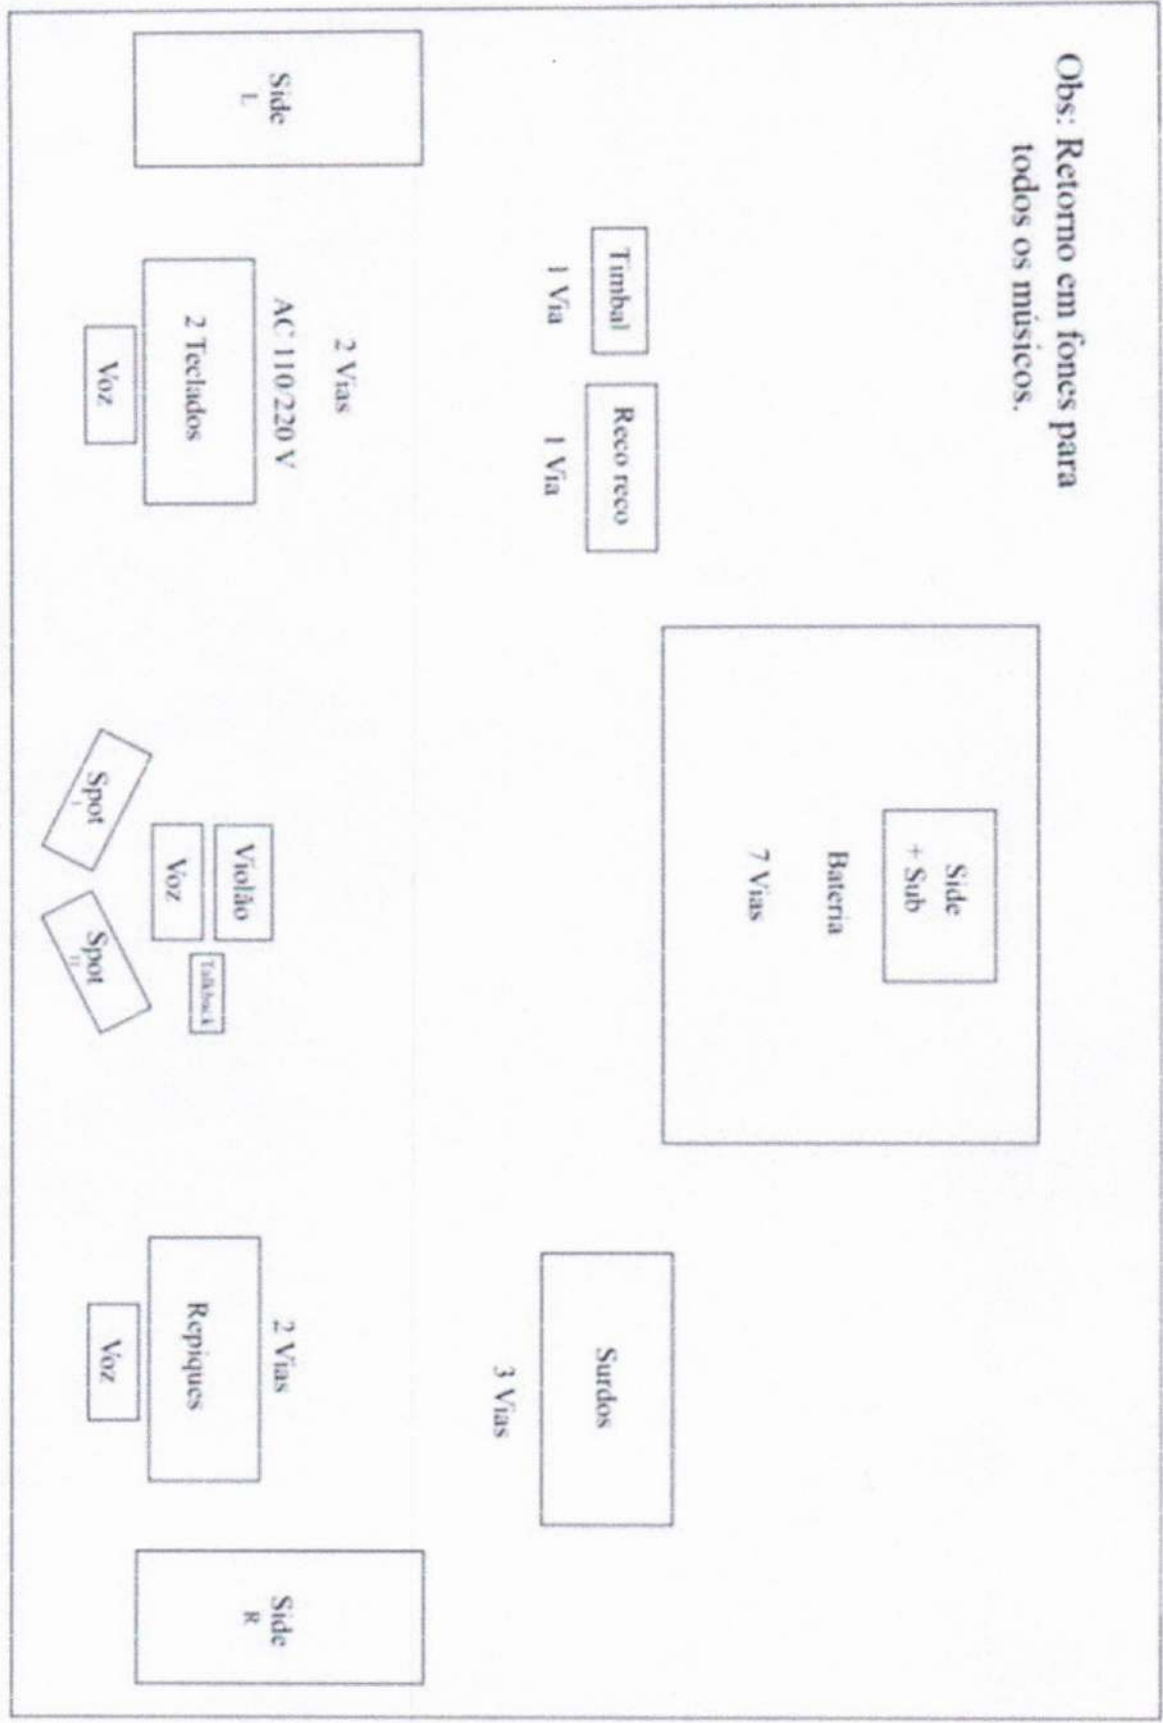 Obs: Retorno em fones para
todos os músicos.
Side
+ Sub
Bateria
7 Vias
Timbal
1 Via
Reco reco
1 Via
Surdos
3 Vias
Side
L
2 Vias
AC 110/220 V
2 Teclados
Voz
Violão
Voz
Talkback
Spot
I
Spot
II
2 Vias
Repiques
Voz
Side
R